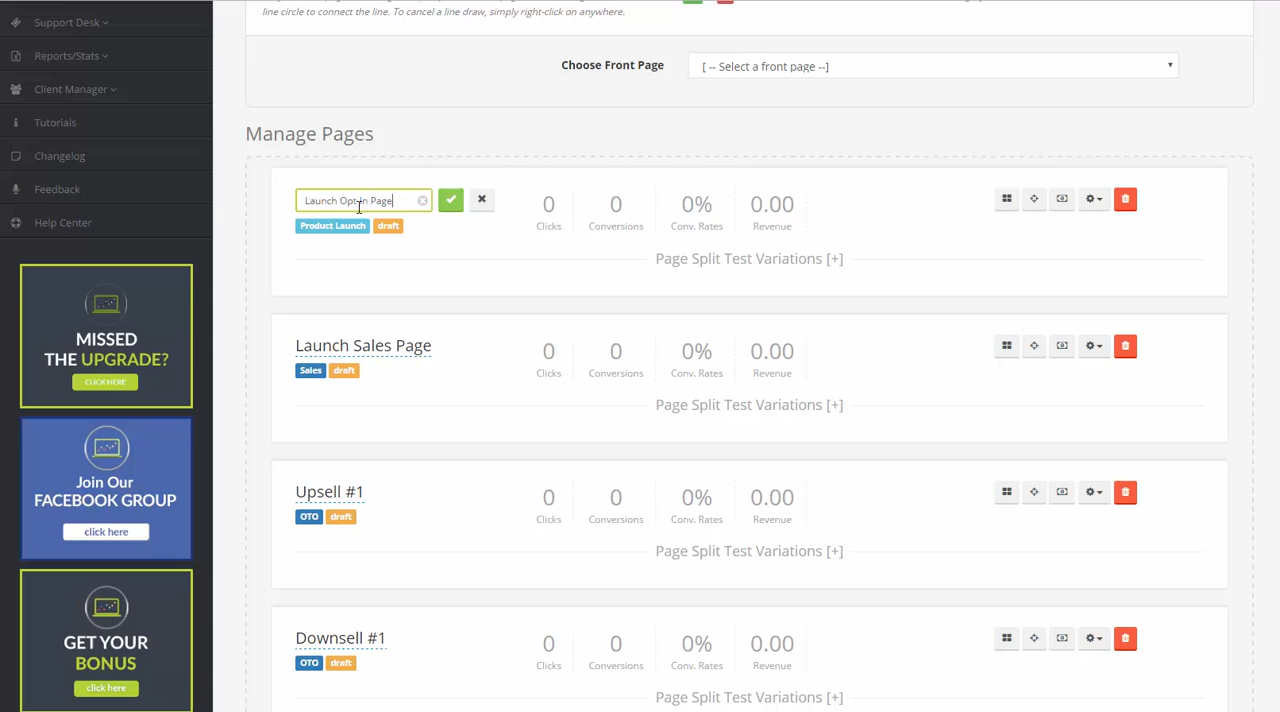 line circle to connect the line. To cancel a line draw, simply right-click on anywhere.
Support Desk
Reports/Stats
Client Manager
Tutorials
Changelog
Feedback
Help Center
MISSED
THE UPGRADE?
CLICK HERE
Join Our
FACEBOOK GROUP
click here
GET YOUR
BONUS
click here
Choose Front Page
[ -- Select a front page --]
Manage Pages
Launch Opt-in Page
Product Launch draft
0 0 0% 0.00
Clicks Conversions Conv. Rates Revenue
Page Split Test Variations [+]
Launch Sales Page
Sales draft
0 0 0% 0.00
Clicks Conversions Conv. Rates Revenue
Page Split Test Variations [+]
Upsell #1
OTO draft
0 0 0% 0.00
Clicks Conversions Conv. Rates Revenue
Page Split Test Variations [+]
Downsell #1
OTO draft
0 0 0% 0.00
Clicks Conversions Conv. Rates Revenue
Page Split Test Variations [+]